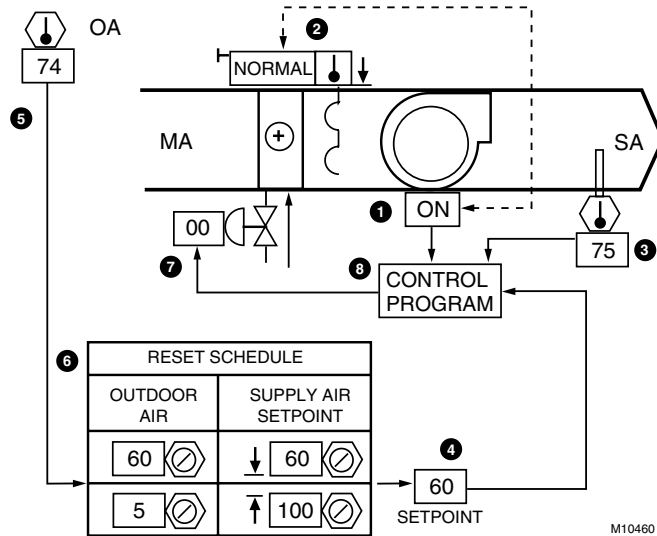 OA
74
2
NORMAL
5
MA
+
SA
1
ON
00
75
3
7
8
CONTROL
PROGRAM
6
RESET SCHEDULE
OUTDOOR
AIR
SUPPLY AIR
SETPOINT
60
60
4
60
5
100
SETPOINT
M10460